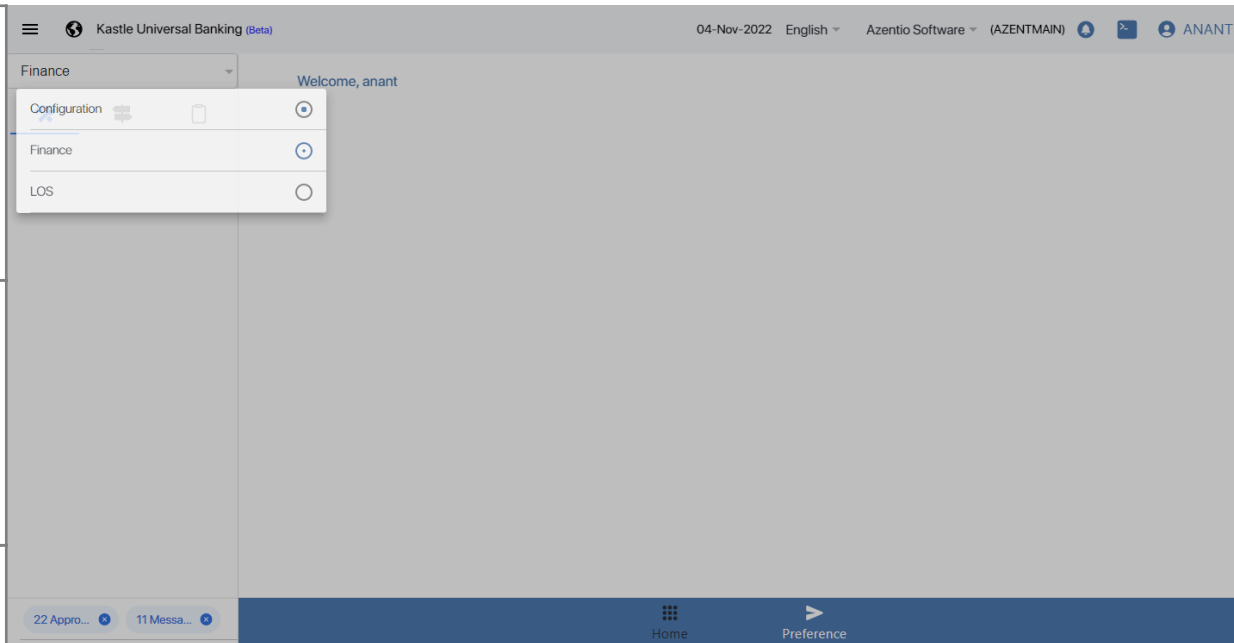 Kastle Universal Banking (Beta) 04-Nov-2022 English Azentio Software (AZENTMAIN) ANANT
Finance
Welcome, anant
Configuration
Finance
LOS
22 Appro... 11 Messa...
Home Preference